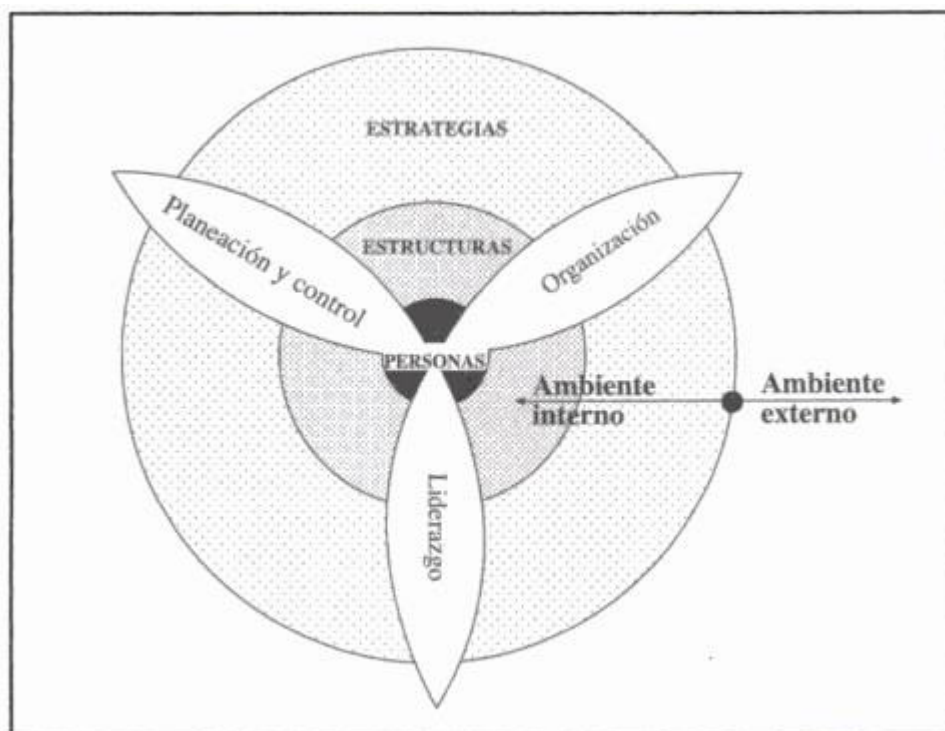 ESTRATEGIAS
Planeación y control
ESTRUCTURAS
Organización
PERSONAS
Ambiente
interno
Ambiente
externo
Liderazgo